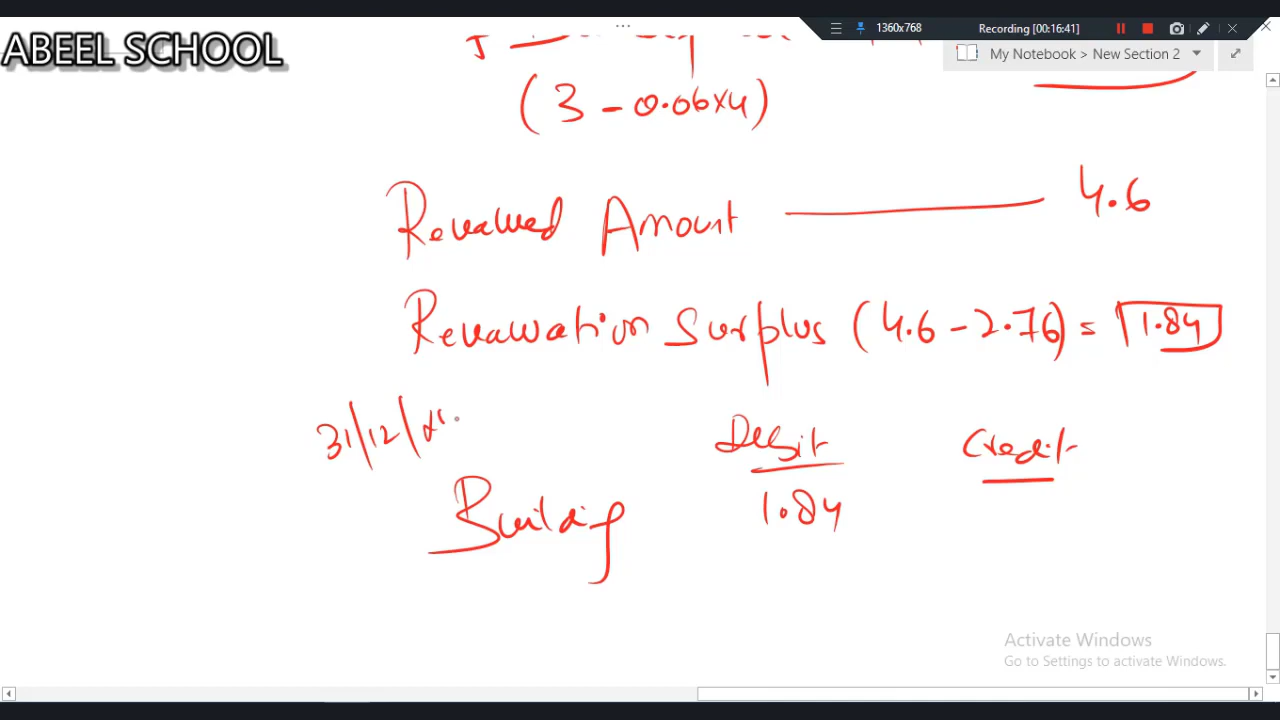 ABEEL SCHOOL
1360x768
Recording [00:16:41]
My Notebook > New Section 2
(3 - 0.06x4)
Revalued Amount 4.6
Revaluation Surplus (4.6 - 2.76) = 1.84
31/12/
Debit Credit
Building 1.84
Activate Windows
Go to Settings to activate Windows.